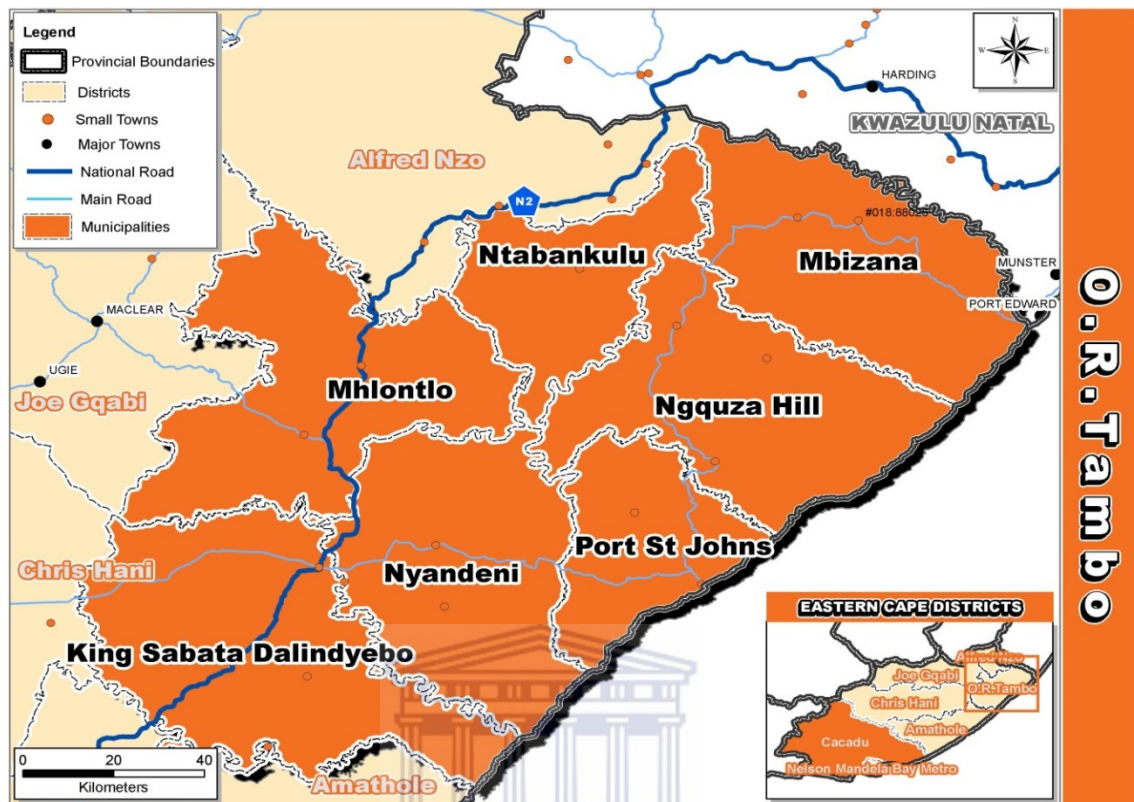 Legend
Provincial Boundaries
Districts
Small Towns
Major Towns
National Road
Main Road
Municipalities
N
W E
S
HARDING
KWAZULU NATAL
Alfred Nzo
N2
#018:88026
Ntabankulu
Mbizana
MUNSTER
PORT EDWARD
MACLEAR
UGIE
Joe Gqabi
Mhlontlo
Ngquza Hill
Port St Johns
Chris Hani
Nyandeni
King Sabata Dalindyebo
Amathole
0 20 40
Kilometers
EASTERN CAPE DISTRICTS
Alfred Nzo
Joe Gqabi
O.R.Tambo
Chris Hani
Amathole
Cacadu
Nelson Mandela Bay Metro
O.R.Tambo